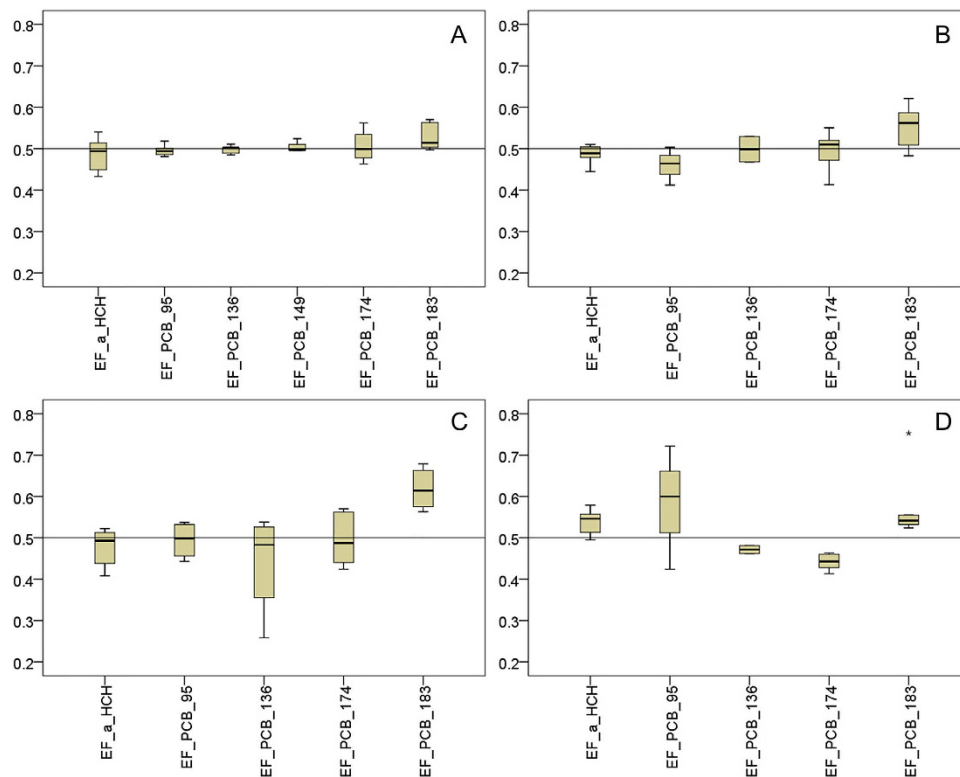 A
0.8
0.7
0.6
0.5
0.4
0.3
0.2
EF_a_HCH
EF_PCB_95
EF_PCB_136
EF_PCB_149
EF_PCB_174
EF_PCB_183
B
0.8
0.7
0.6
0.5
0.4
0.3
0.2
EF_a_HCH
EF_PCB_95
EF_PCB_136
EF_PCB_174
EF_PCB_183
C
0.8
0.7
0.6
0.5
0.4
0.3
0.2
EF_a_HCH
EF_PCB_95
EF_PCB_136
EF_PCB_174
EF_PCB_183
D
0.8
0.7
0.6
0.5
0.4
0.3
0.2
*
EF_a_HCH
EF_PCB_95
EF_PCB_136
EF_PCB_174
EF_PCB_183